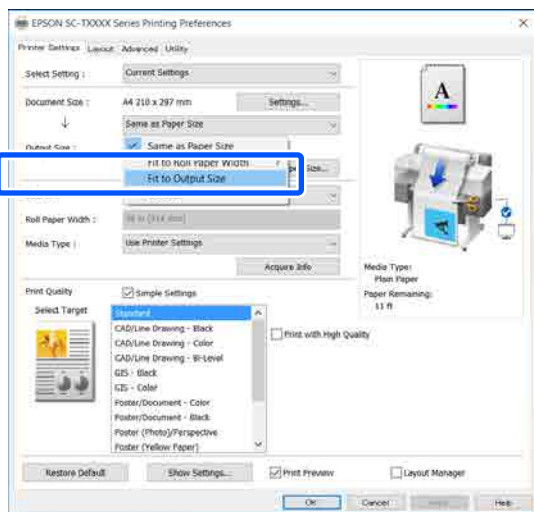 EPSON SC-TXXXX Series Printing Preferences
Printer Settings Layout Advanced Utility
Select Setting : Current Settings
Document Size : A4 210 x 297 mm Settings...
Same as Paper Size
Output Size : Same as Paper Size
Fit to Roll Paper Width
Fit to Output Size
Size...
Roll Paper Width :
Media Type : Use Printer Settings
Acquire Info
A
Media Type:
Plain Paper
Paper Remaining:
11 ft
Print Quality Simple Settings
Select Target
Standard
CAD/Line Drawing - Black
CAD/Line Drawing - Color
CAD/Line Drawing - Bi-Level
GIS - Black
GIS - Color
Poster/Document - Color
Poster/Document - Black
Poster (Photo)/Perspective
Poster (Yellow Paper)
Print with High Quality
Restore Default Show Settings... Print Preview Layout Manager
OK Cancel Help